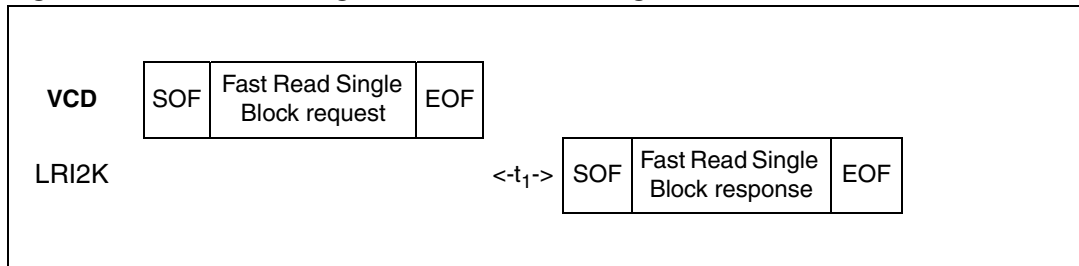 VCD
SOF
Fast Read Single
Block request
EOF
LRI2K
<-t₁->
SOF
Fast Read Single
Block response
EOF